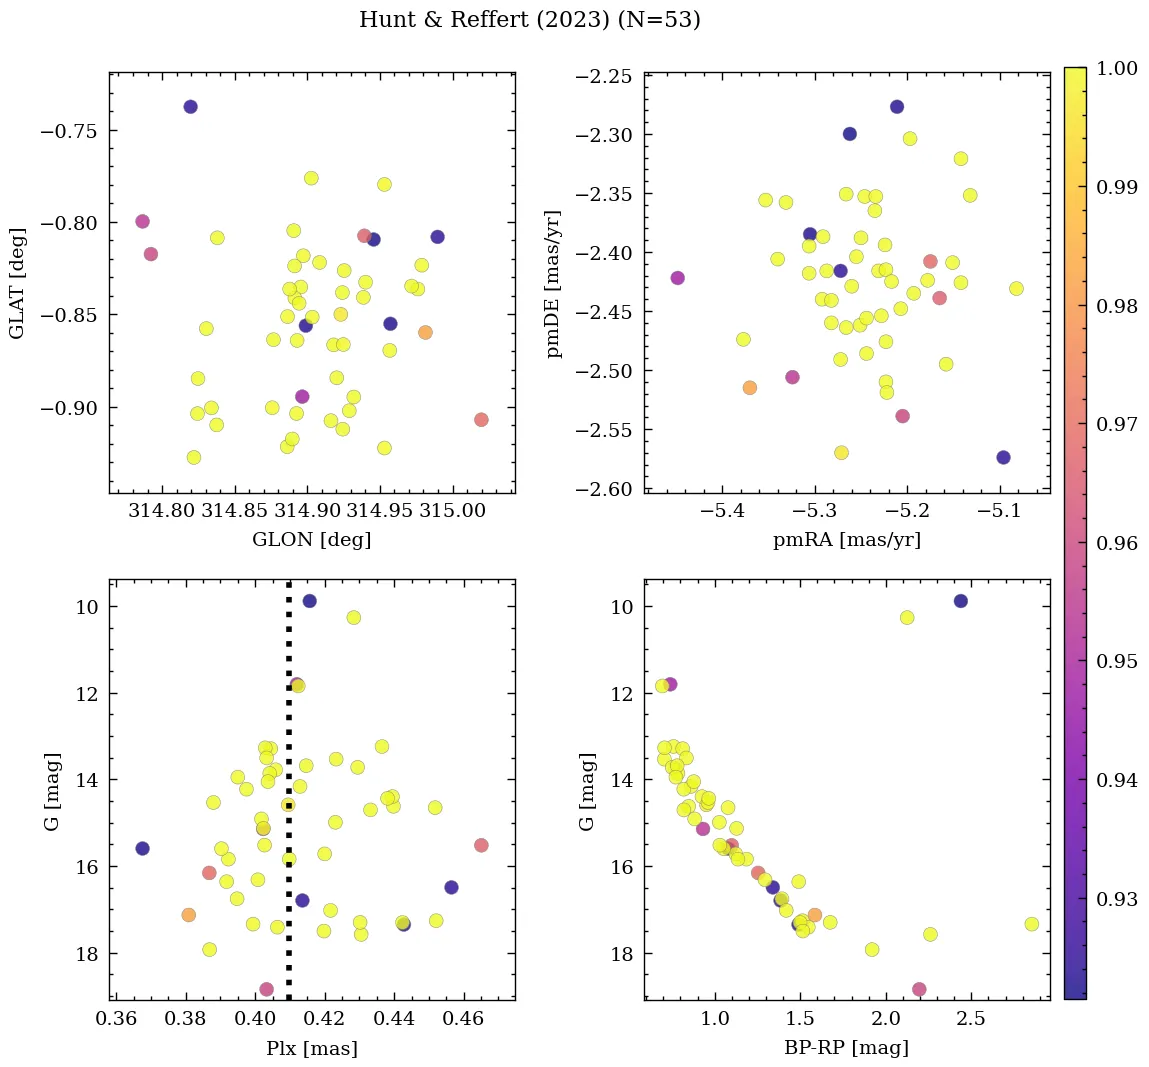 Hunt & Reffert (2023) (N=53)
−0.75
−0.80
−0.85
−0.90
GLAT [deg]
314.80 314.85 314.90 314.95 315.00
GLON [deg]
−2.25
−2.30
−2.35
−2.40
−2.45
−2.50
−2.55
−2.60
pmDE [mas/yr]
−5.4 −5.3 −5.2 −5.1
pmRA [mas/yr]
10
12
14
16
18
G [mag]
0.36 0.38 0.40 0.42 0.44 0.46
Plx [mas]
10
12
14
16
18
G [mag]
1.0 1.5 2.0 2.5
BP-RP [mag]
1.00
0.99
0.98
0.97
0.96
0.95
0.94
0.93